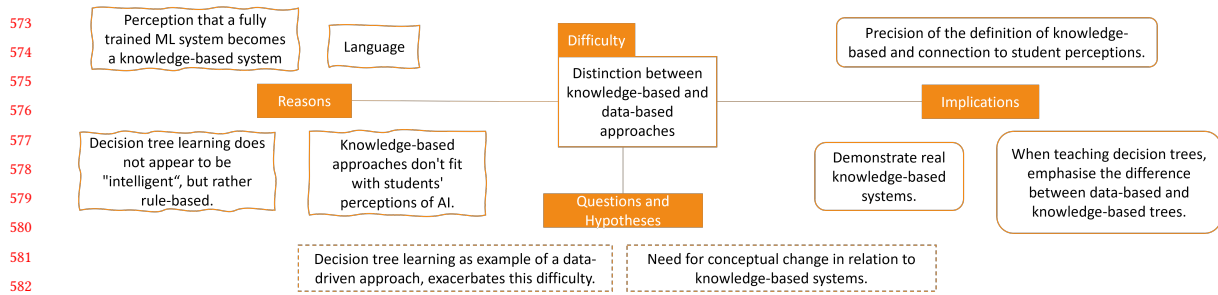 573
574
575
576
577
578
579
580
581
582
Perception that a fully
trained ML system becomes
a knowledge-based system
Language
Reasons
Decision tree learning does
not appear to be
"intelligent“, but rather
rule-based.
Knowledge-based
approaches don't fit
with students'
perceptions of AI.
Difficulty
Distinction between
knowledge-based and
data-based
approaches
Questions and
Hypotheses
Decision tree learning as example of a data-
driven approach, exacerbates this difficulty.
Need for conceptual change in relation to
knowledge-based systems.
Precision of the definition of knowledge-
based and connection to student perceptions.
Implications
Demonstrate real
knowledge-based
systems.
When teaching decision trees,
emphasise the difference
between data-based and
knowledge-based trees.